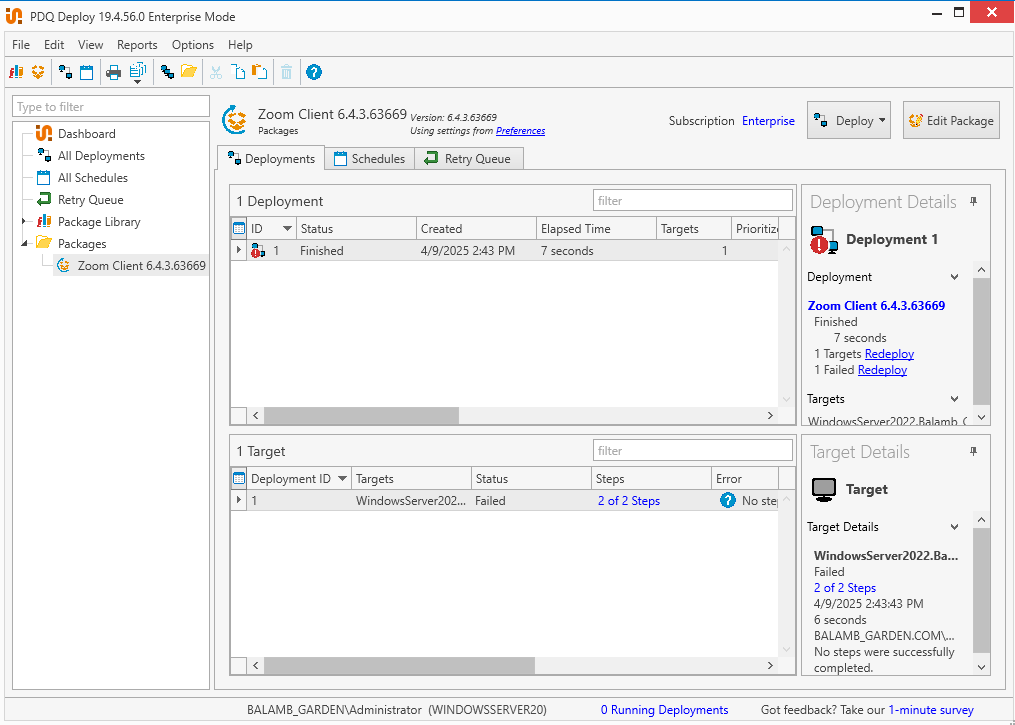 PDQ Deploy 19.4.56.0 Enterprise Mode
File Edit View Reports Options Help
Type to filter
Dashboard
All Deployments
All Schedules
Retry Queue
Package Library
Packages
Zoom Client 6.4.3.63669
Zoom Client 6.4.3.63669 Version: 6.4.3.63669
Packages Using settings from Preferences
Subscription Enterprise
Deploy
Edit Package
Deployments Schedules Retry Queue
1 Deployment
filter
ID Status Created Elapsed Time Targets Prioritiz
1 Finished 4/9/2025 2:43 PM 7 seconds 1
Deployment Details
Deployment 1
Deployment
Zoom Client 6.4.3.63669
Finished
7 seconds
1 Targets Redeploy
1 Failed Redeploy
Targets
WindowsServer2022.Balamb_G
1 Target
filter
Deployment ID Targets Status Steps Error
1 WindowsServer202... Failed 2 of 2 Steps No step
Target Details
Target
Target Details
WindowsServer2022.Ba...
Failed
2 of 2 Steps
4/9/2025 2:43:43 PM
6 seconds
BALAMB_GARDEN.COM\...
No steps were successfully
completed.
BALAMB_GARDEN\Administrator (WINDOWSSERVER20) 0 Running Deployments Got feedback? Take our 1-minute survey